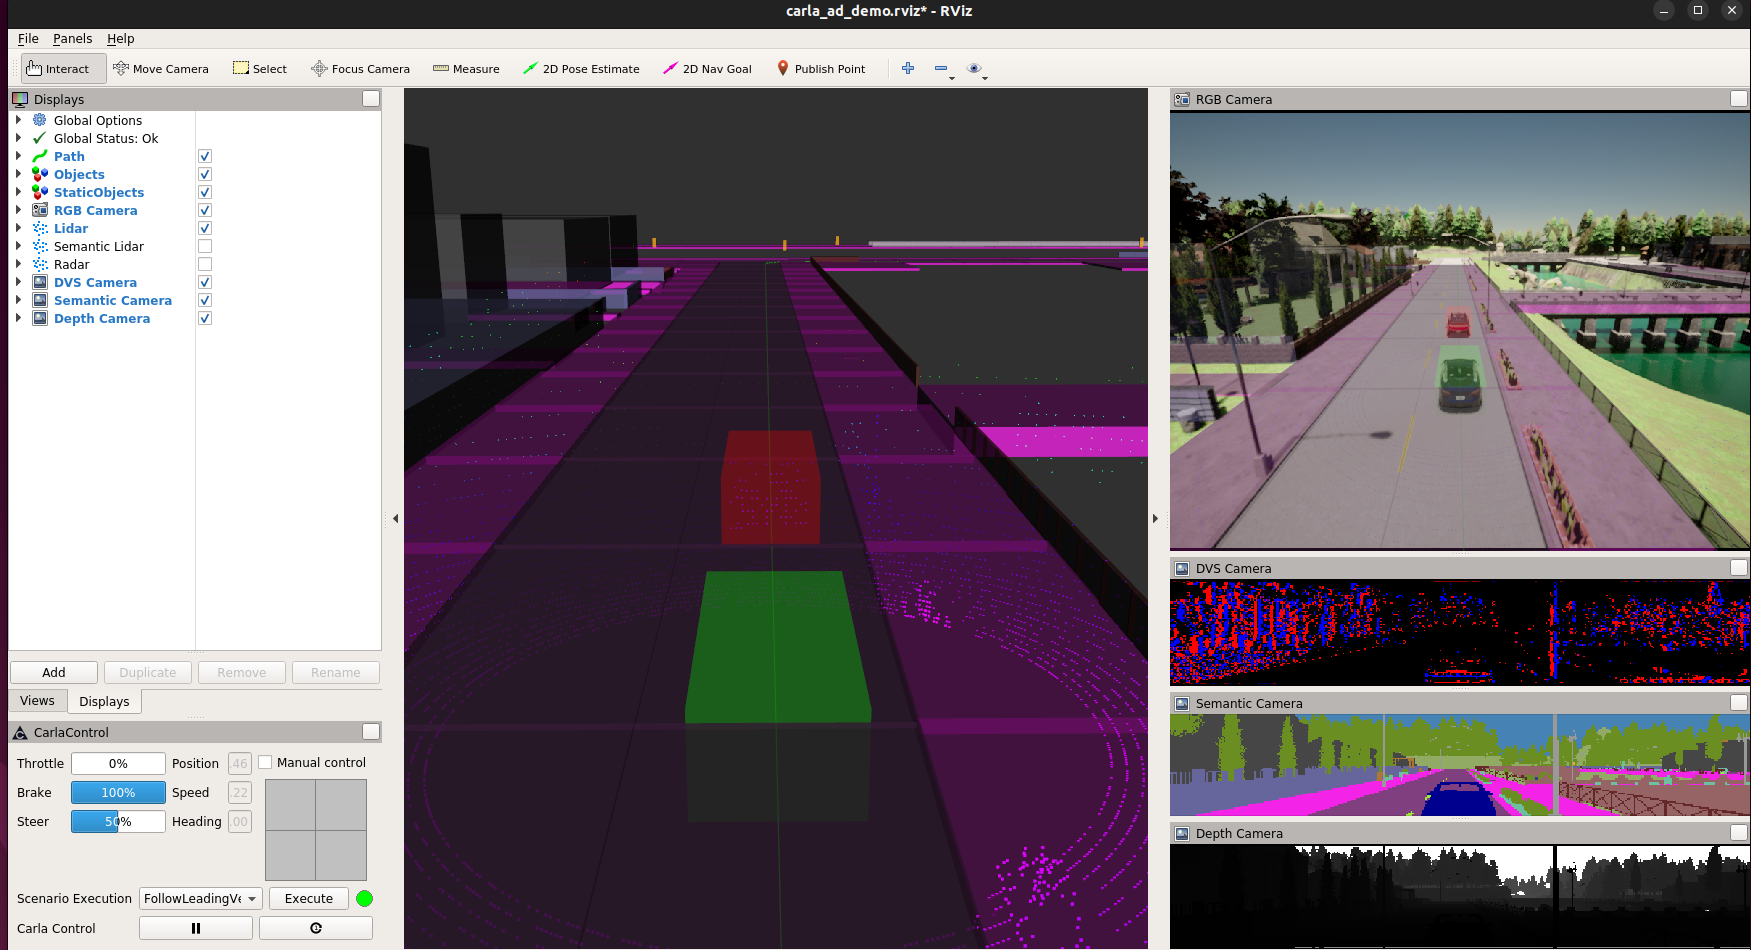 carla_ad_demo.rviz* - RViz
File Panels Help
Interact Move Camera Select Focus Camera Measure 2D Pose Estimate 2D Nav Goal Publish Point
Displays
Global Options
Global Status: Ok
Path
Objects
StaticObjects
RGB Camera
Lidar
Semantic Lidar
Radar
DVS Camera
Semantic Camera
Depth Camera
Add Duplicate Remove Rename
Views Displays
CarlaControl
Throttle 0% Position .46 Manual control
Brake 100% Speed .22
Steer 50% Heading .00
Scenario Execution FollowLeadingVe Execute
Carla Control
RGB Camera
DVS Camera
Semantic Camera
Depth Camera